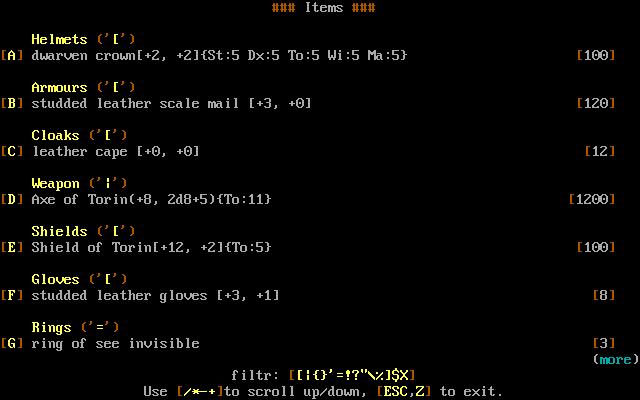 ### Items ###
Helmets ('[')
[A] dwarven crown[+2, +2]{St:5 Dx:5 To:5 Wi:5 Ma:5} [100]
Armours ('[')
[B] studded leather scale mail [+3, +0] [120]
Cloaks ('[')
[C] leather cape [+0, +0] [12]
Weapon ('¦')
[D] Axe of Torin(+8, 2d8+5){To:11} [1200]
Shields ('[')
[E] Shield of Torin[+12, +2]{To:5} [100]
Gloves ('[')
[F] studded leather gloves [+3, +1] [8]
Rings ('=')
[G] ring of see invisible [3]
(more)
filtr: [[¦{}'=!?"\%]$X]
Use [/*-+]to scroll up/down, [ESC,Z] to exit.